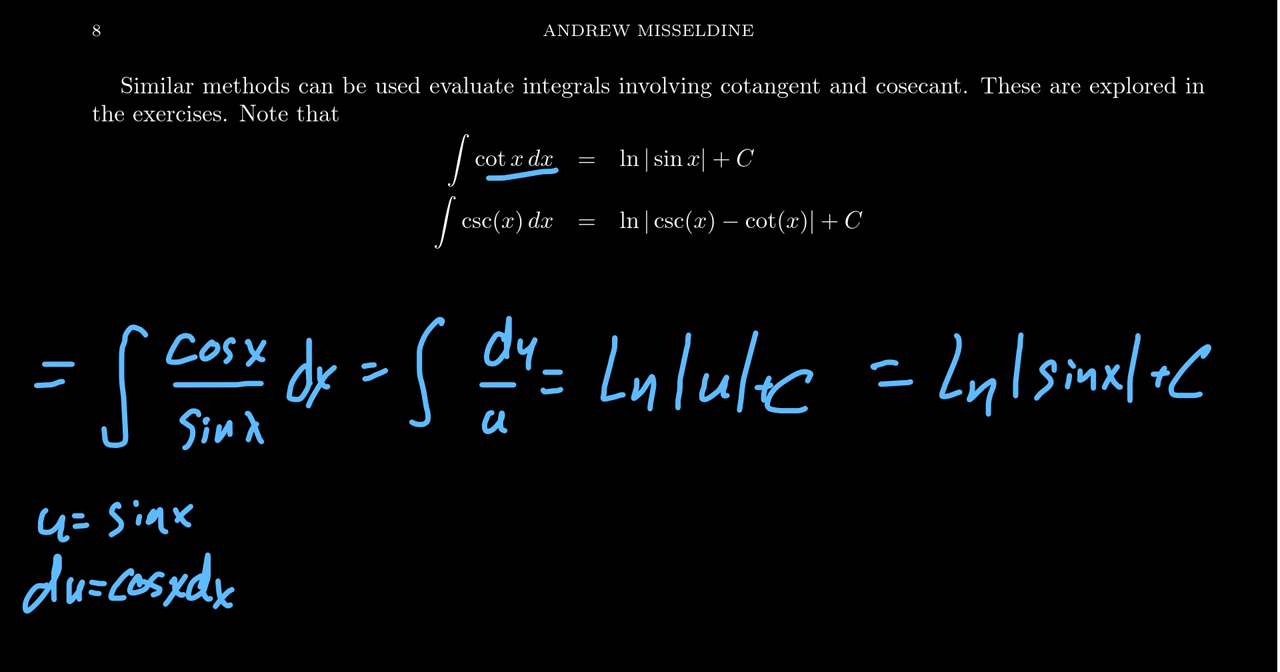 8 ANDREW MISSELDINE
Similar methods can be used evaluate integrals involving cotangent and cosecant. These are explored in
the exercises. Note that
∫ cot x dx = ln | sin x| + C
∫ csc(x) dx = ln | csc(x) − cot(x)| + C
= ∫ cosx/sinx dx = ∫ du/u = Ln|u|+C = Ln|sinx|+C
u= sinx
du=cosxdx